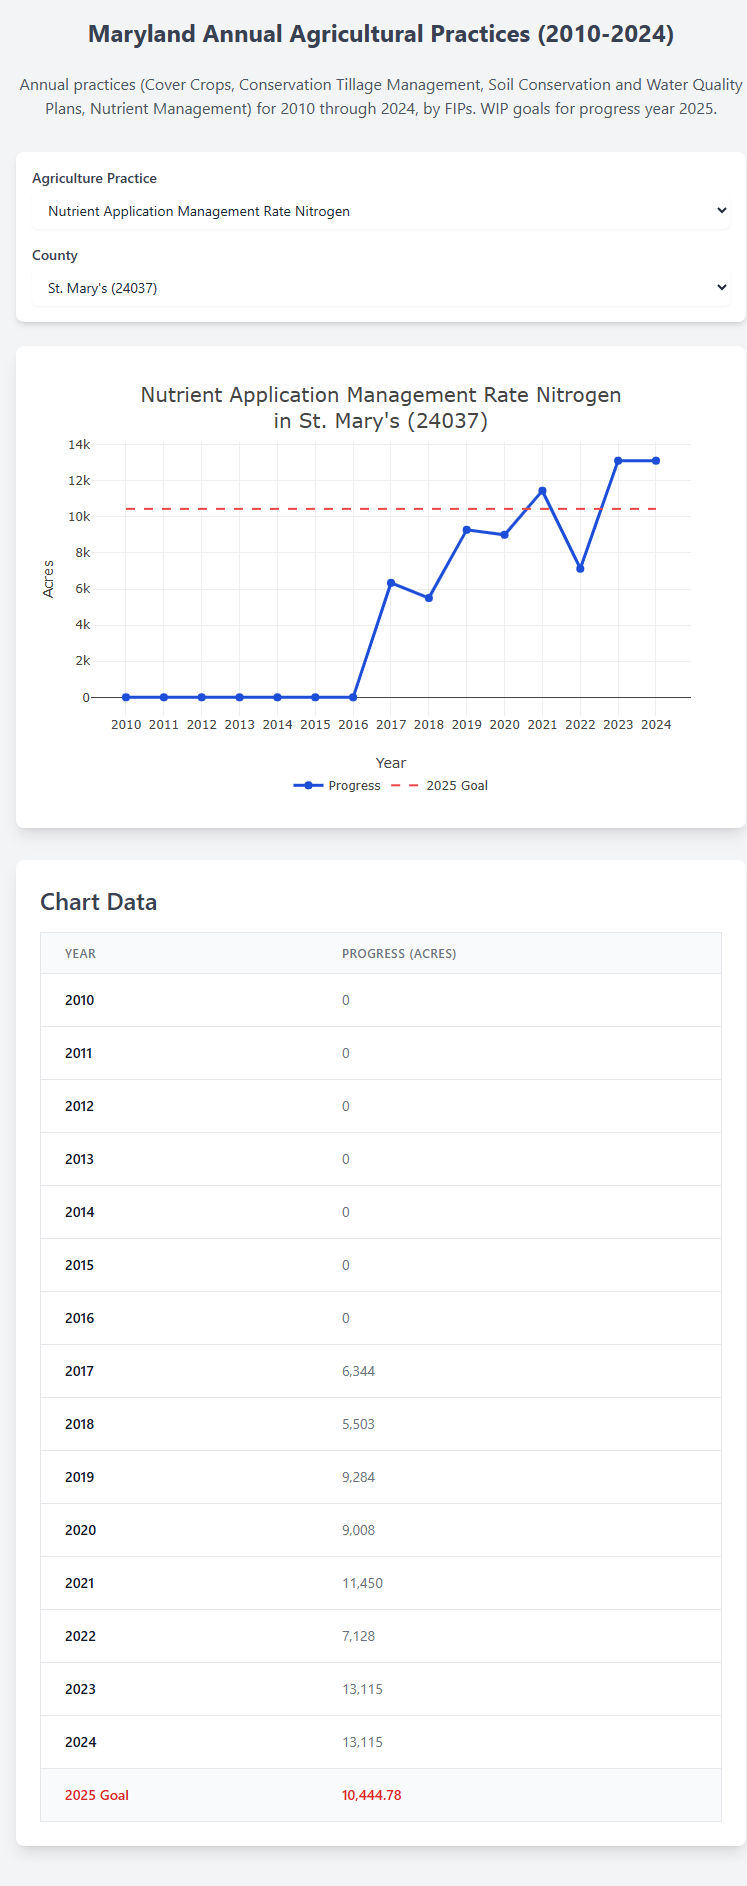 Maryland Annual Agricultural Practices (2010-2024)
Annual practices (Cover Crops, Conservation Tillage Management, Soil Conservation and Water Quality
Plans, Nutrient Management) for 2010 through 2024, by FIPs. WIP goals for progress year 2025.
Agriculture Practice
Nutrient Application Management Rate Nitrogen
County
St. Mary's (24037)
Nutrient Application Management Rate Nitrogen
in St. Mary's (24037)
14k
12k
10k
8k
6k
4k
2k
0
Acres
2010 2011 2012 2013 2014 2015 2016 2017 2018 2019 2020 2021 2022 2023 2024
Year
Progress 2025 Goal
Chart Data
YEAR PROGRESS (ACRES)
2010 0
2011 0
2012 0
2013 0
2014 0
2015 0
2016 0
2017 6,344
2018 5,503
2019 9,284
2020 9,008
2021 11,450
2022 7,128
2023 13,115
2024 13,115
2025 Goal 10,444.78